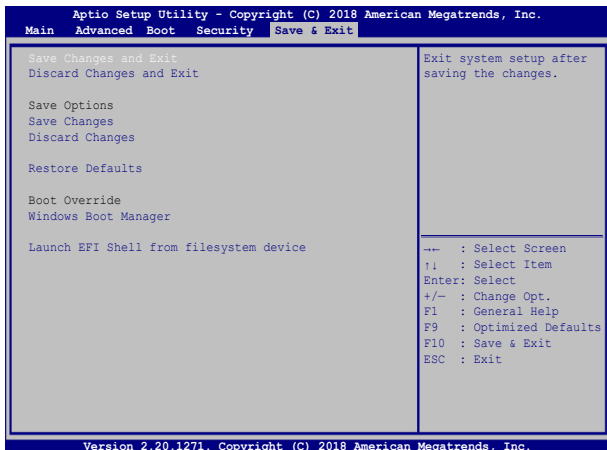 Aptio Setup Utility - Copyright (C) 2018 American Megatrends, Inc.
Main Advanced Boot Security Save & Exit
Save Changes and Exit
Discard Changes and Exit
Save Options
Save Changes
Discard Changes
Restore Defaults
Boot Override
Windows Boot Manager
Launch EFI Shell from filesystem device
Exit system setup after
saving the changes.
→← : Select Screen
↑↓ : Select Item
Enter: Select
+/— : Change Opt.
F1 : General Help
F9 : Optimized Defaults
F10 : Save & Exit
ESC : Exit
Version 2.20.1271. Copyright (C) 2018 American Megatrends, Inc.